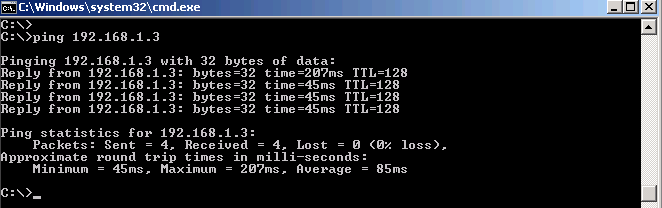 C:\Windows\system32\cmd.exe
C:\>
C:\>ping 192.168.1.3
Pinging 192.168.1.3 with 32 bytes of data:
Reply from 192.168.1.3: bytes=32 time=207ms TTL=128
Reply from 192.168.1.3: bytes=32 time=45ms TTL=128
Reply from 192.168.1.3: bytes=32 time=45ms TTL=128
Reply from 192.168.1.3: bytes=32 time=45ms TTL=128
Ping statistics for 192.168.1.3:
Packets: Sent = 4, Received = 4, Lost = 0 (0% loss),
Approximate round trip times in milli-seconds:
Minimum = 45ms, Maximum = 207ms, Average = 85ms
C:\>_